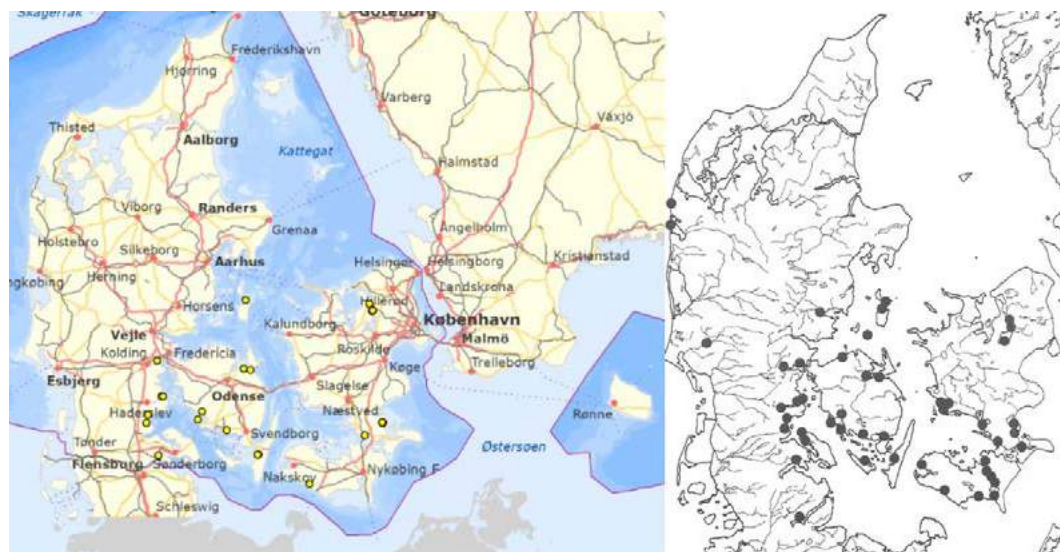 Skagerrak
Göteborg
Frederikshavn
Hjørring
Varberg
Växjö
Thisted
Aalborg
Kattegat
Halmstad
Viborg
Randers
Grenaa
Ängelholm
Holstebro
Silkeborg
Kristianstad
Aarhus
Helsingør
Helsingborg
Herning
ngkøbing
Landskrona
Hillerød
Horsens
København
Kalundborg
Vejle
Malmö
Roskilde
Fredericia
Kolding
Trelleborg
Køge
Esbjerg
Slagelse
Odense
Haderslev
Næstved
Rønne
Svendborg
Østersøen
Tønder
Sønderborg
Flensburg
Nakskov
Nykøbing F
Schleswig